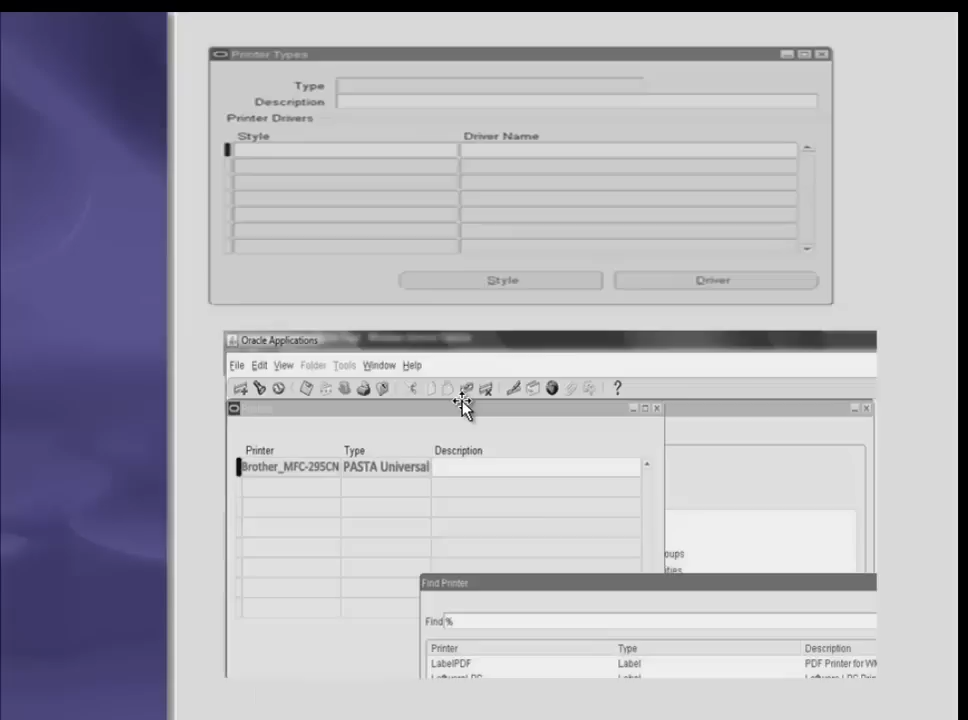 Printer Types
Type
Description
Printer Drivers
Style Driver Name
Style Driver
Oracle Applications
File Edit View Folder Tools Window Help
Printer Type Description
Brother_MFC-295CN PASTA Universal
oups
ties
Find Printer
Find %
Printer Type Description
LabelPDF Label PDF Printer for WM